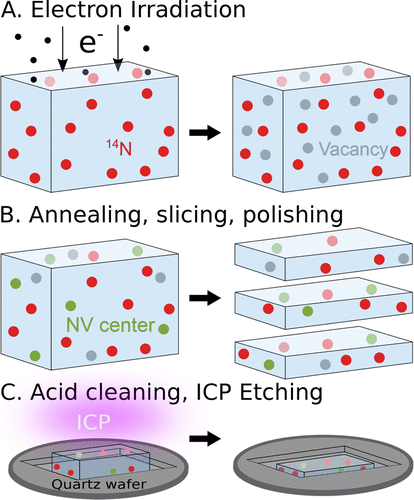 A. Electron Irradiation
e-
14N
Vacancy
B. Annealing, slicing, polishing
NV center
C. Acid cleaning, ICP Etching
ICP
Quartz wafer